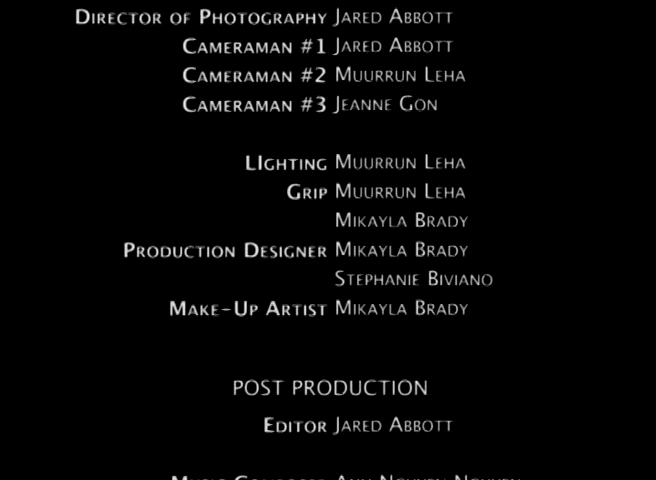 DIRECTOR OF PHOTOGRAPHY JARED ABBOTT
CAMERAMAN #1 JARED ABBOTT
CAMERAMAN #2 MUURRUN LEHA
CAMERAMAN #3 JEANNE GON
LIGHTING MUURRUN LEHA
GRIP MUURRUN LEHA
MIKAYLA BRADY
PRODUCTION DESIGNER MIKAYLA BRADY
STEPHANIE BIVIANO
MAKE-UP ARTIST MIKAYLA BRADY
POST PRODUCTION
EDITOR JARED ABBOTT
MUSIC COMPOSER